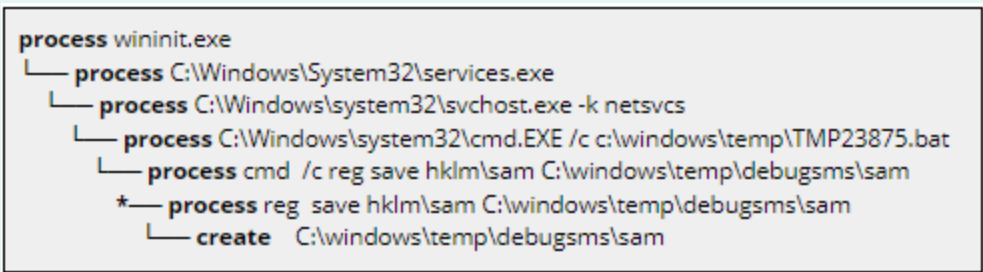 process wininit.exe
└── process C:\Windows\System32\services.exe
└── process C:\Windows\system32\svchost.exe -k netsvcs
└── process C:\Windows\system32\cmd.EXE /c c:\windows\temp\TMP23875.bat
└── process cmd /c reg save hklm\sam C:\windows\temp\debugsms\sam
*── process reg save hklm\sam C:\windows\temp\debugsms\sam
└── create C:\windows\temp\debugsms\sam